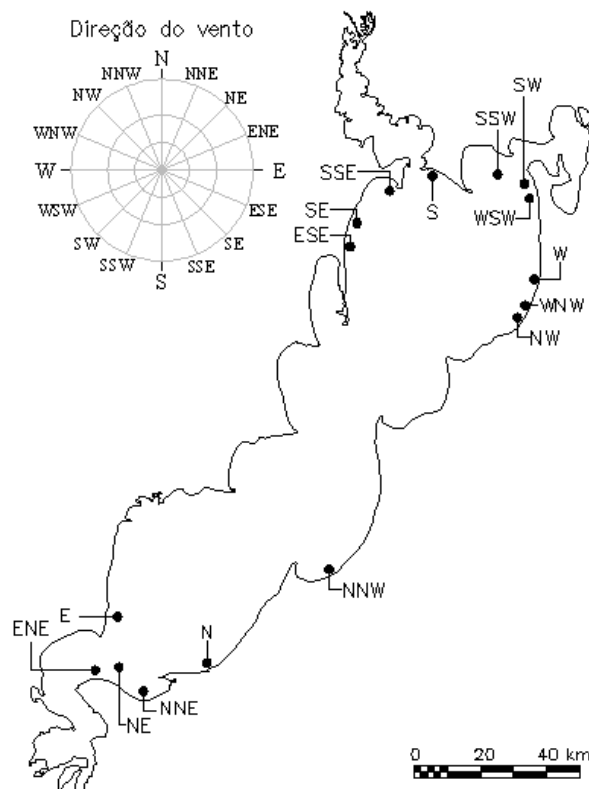 Direção do vento
N
NNW
NNE
NW
NE
WNW
ENE
W
E
WSW
ESE
SW
SE
SSW
SSE
S
SW
SSW
SSE
S
WSW
SE
ESE
W
WNW
NW
NNW
E
ENE
N
NNE
NE
0 20 40 km